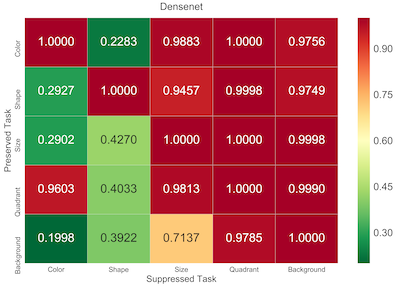 Densenet
Preserved Task
Color 1.0000 0.2283 0.9883 1.0000 0.9756
Shape 0.2927 1.0000 0.9457 0.9998 0.9749
Size 0.2902 0.4270 1.0000 1.0000 0.9998
Quadrant 0.9603 0.4033 0.9813 1.0000 0.9990
Background 0.1998 0.3922 0.7137 0.9785 1.0000
Color Shape Size Quadrant Background
Suppressed Task
0.90
0.75
0.60
0.45
0.30